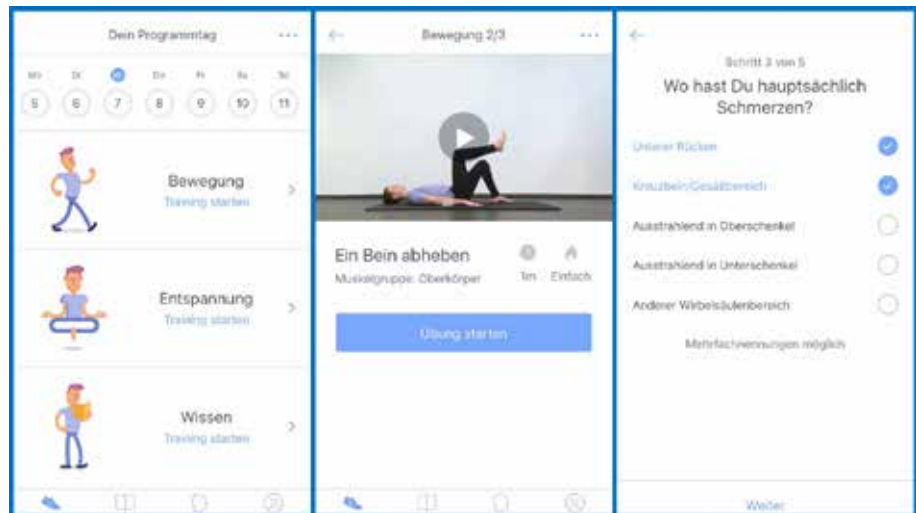 Dein Programmtag
Mo Di Mi Do Fr Sa So
5 6 7 8 9 10 11
Bewegung
Training starten
Entspannung
Training starten
Wissen
Training starten
Bewegung 2/3
Ein Bein abheben
Muskelgruppe: Oberkörper
1m Einfach
Übung starten
Schritt 3 von 5
Wo hast Du hauptsächlich
Schmerzen?
Unterer Rücken
Kreuzbein/Gesäßbereich
Ausstrahlend in Oberschenkel
Ausstrahlend in Unterschenkel
Anderer Wirbelsäulenbereich
Mehrfachnennungen möglich
Weiter